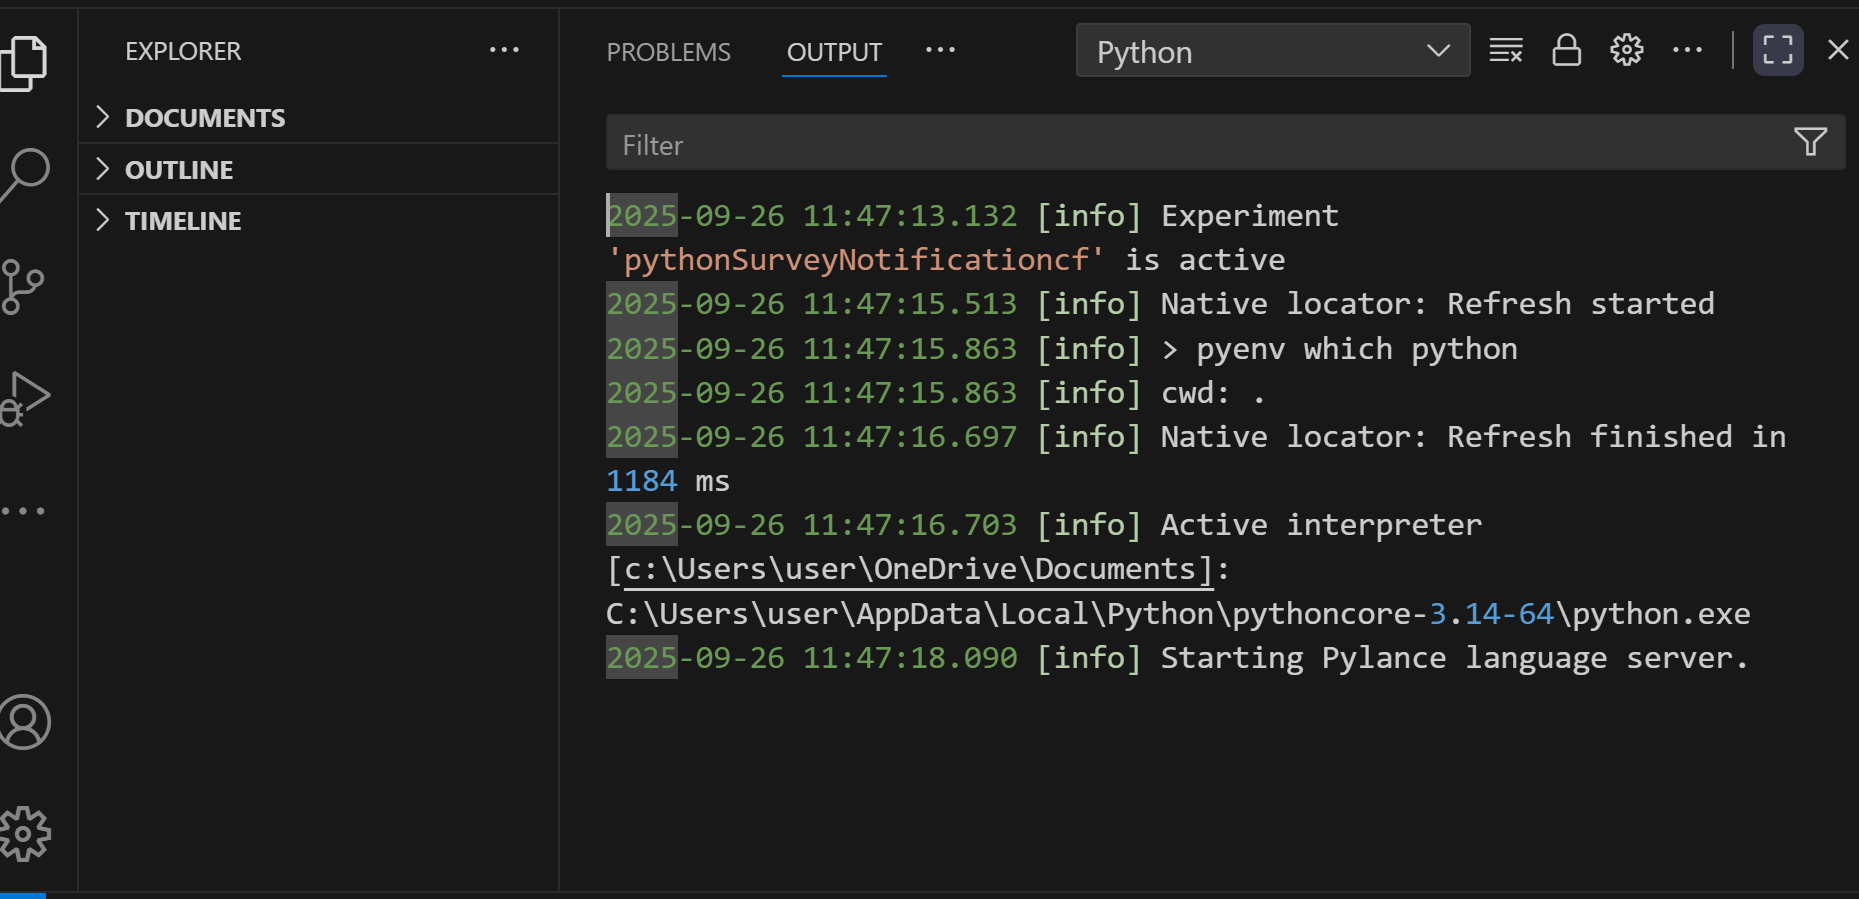 EXPLORER
DOCUMENTS
OUTLINE
TIMELINE
PROBLEMS OUTPUT
Python
Filter
2025-09-26 11:47:13.132 [info] Experiment
'pythonSurveyNotificationcf' is active
2025-09-26 11:47:15.513 [info] Native locator: Refresh started
2025-09-26 11:47:15.863 [info] > pyenv which python
2025-09-26 11:47:15.863 [info] cwd: .
2025-09-26 11:47:16.697 [info] Native locator: Refresh finished in
1184 ms
2025-09-26 11:47:16.703 [info] Active interpreter
[c:\Users\user\OneDrive\Documents]:
C:\Users\user\AppData\Local\Python\pythoncore-3.14-64\python.exe
2025-09-26 11:47:18.090 [info] Starting Pylance language server.